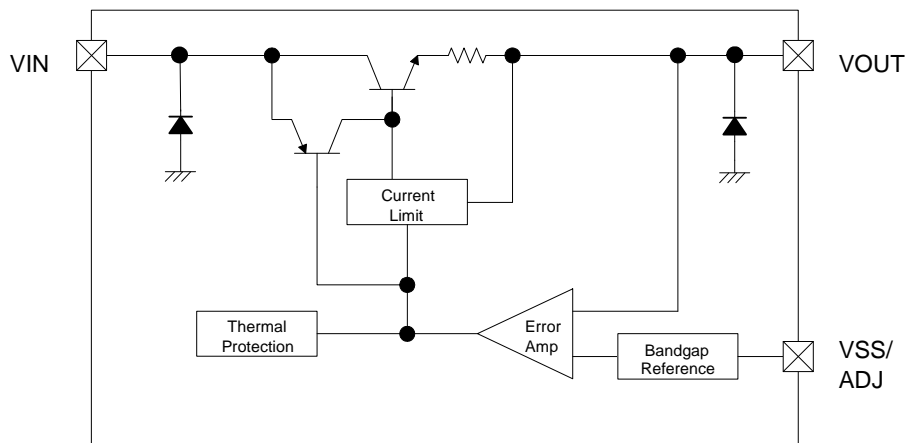 VIN
VOUT
Current
Limit
Thermal
Protection
Error
Amp
Bandgap
Reference
VSS/
ADJ